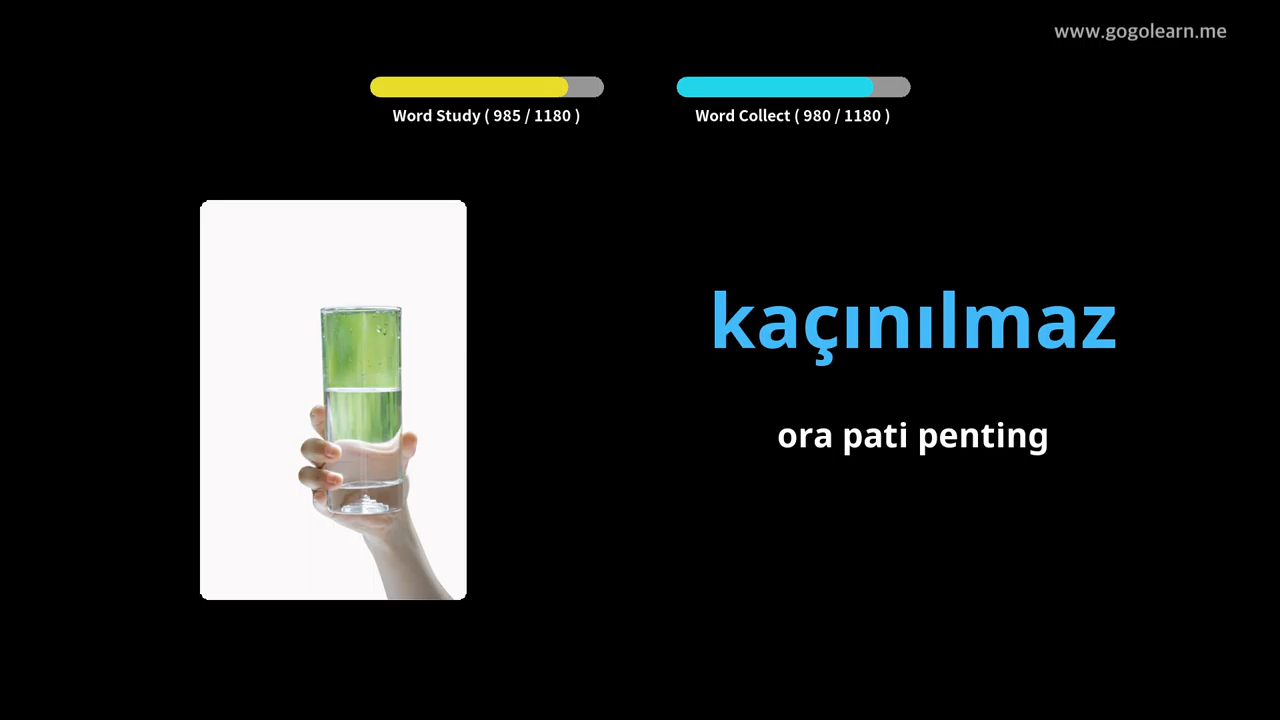 www.gogolearn.me
Word Study ( 985 / 1180 )
Word Collect ( 980 / 1180 )
kaçınılmaz
ora pati penting